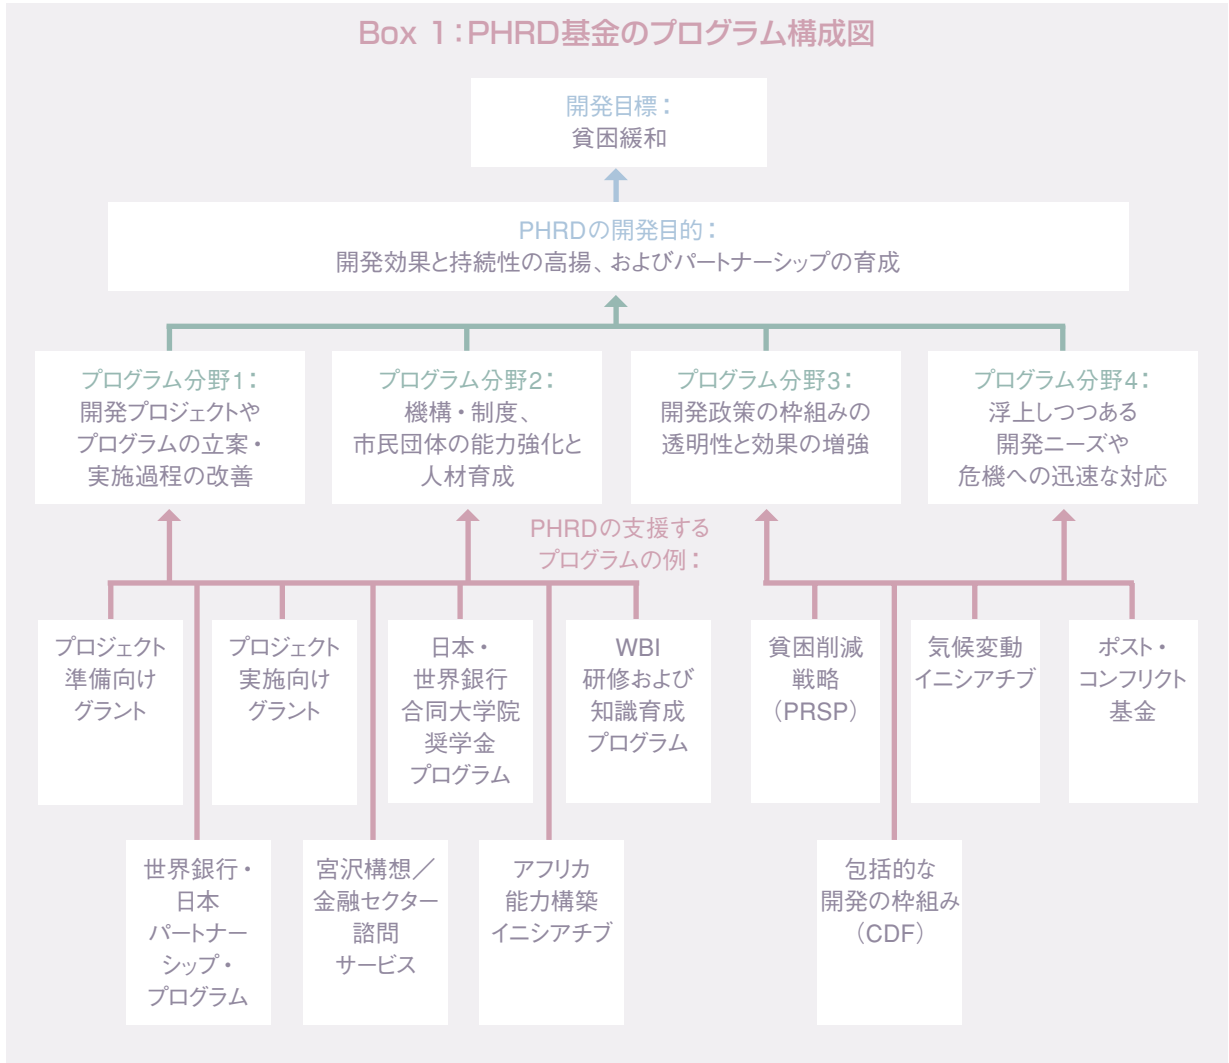 Box 1：PHRD基金のプログラム構成図
開発目標：
貧困緩和
PHRDの開発目的：
開発効果と持続性の高揚、およびパートナーシップの育成
プログラム分野1：
開発プロジェクトや
プログラムの立案・
実施過程の改善
プログラム分野2：
機構・制度、
市民団体の能力強化と
人材育成
プログラム分野3：
開発政策の枠組みの
透明性と効果の増強
プログラム分野4：
浮上しつつある
開発ニーズや
危機への迅速な対応
PHRDの支援する
プログラムの例：
プロジェクト
準備向け
グラント
プロジェクト
実施向け
グラント
日本・
世界銀行
合同大学院
奨学金
プログラム
WBI
研修および
知識育成
プログラム
貧困削減
戦略
（PRSP）
気候変動
イニシアチブ
ポスト・
コンフリクト
基金
世界銀行・
日本
パートナー
シップ・
プログラム
宮沢構想／
金融セクター
諮問
サービス
アフリカ
能力構築
イニシアチブ
包括的な
開発の枠組み
（CDF）